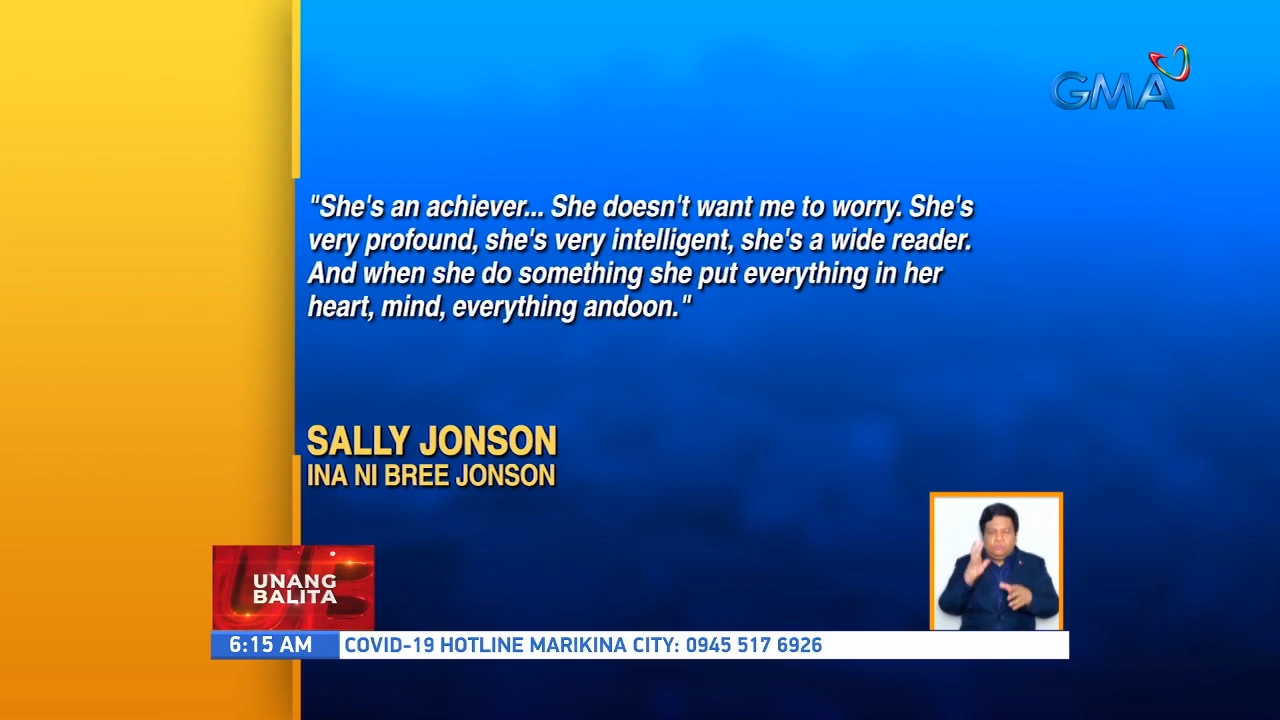 GMA
"She's an achiever... She doesn't want me to worry. She's
very profound, she's very intelligent, she's a wide reader.
And when she do something she put everything in her
heart, mind, everything andoon."
SALLY JONSON
INA NI BREE JONSON
UNANG
BALITA
6:15 AM COVID-19 HOTLINE MARIKINA CITY: 0945 517 6926